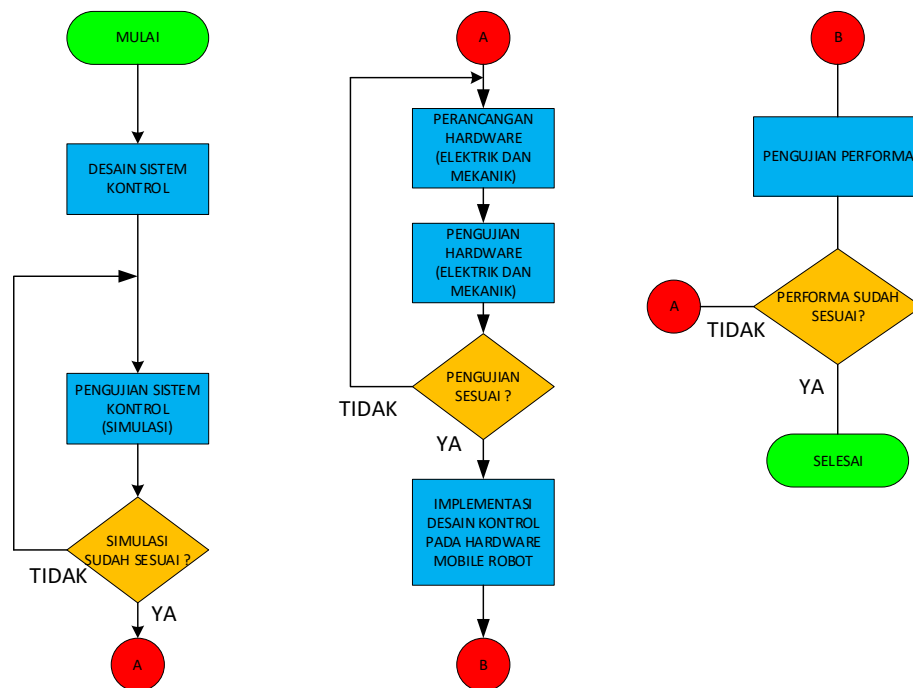 MULAI
DESAIN SISTEM
KONTROL
PENGUJIAN SISTEM
KONTROL
(SIMULASI)
SIMULASI
SUDAH SESUAI ?
TIDAK
YA
A
A
PERANCANGAN
HARDWARE
(ELEKTRIK DAN
MEKANIK)
PENGUJIAN
HARDWARE
(ELEKTRIK DAN
MEKANIK)
PENGUJIAN
SESUAI ?
TIDAK
YA
IMPLEMENTASI
DESAIN KONTROL
PADA HARDWARE
MOBILE ROBOT
B
B
PENGUJIAN PERFORMA
PERFORMA SUDAH
SESUAI?
A
TIDAK
YA
SELESAI